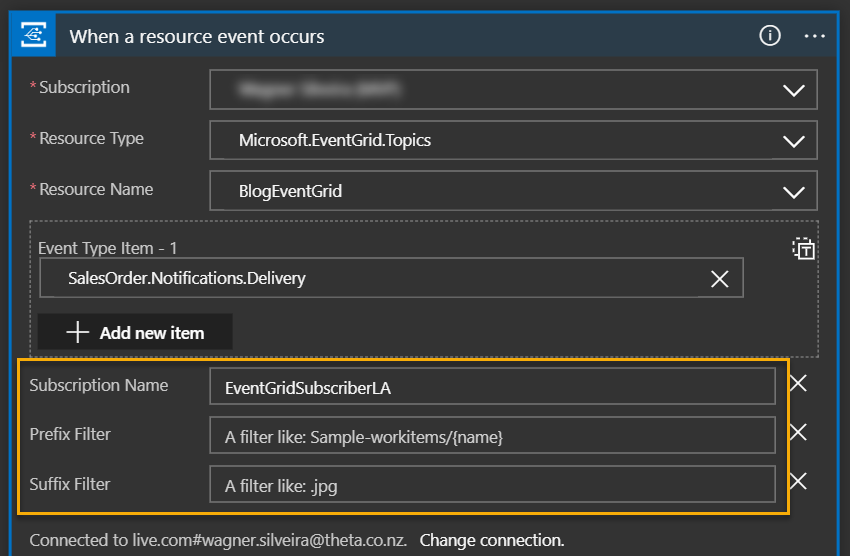 When a resource event occurs
* Subscription
* Resource Type Microsoft.EventGrid.Topics
* Resource Name BlogEventGrid
Event Type Item - 1
SalesOrder.Notifications.Delivery
Add new item
Subscription Name EventGridSubscriberLA
Prefix Filter A filter like: Sample-workitems/{name}
Suffix Filter A filter like: .jpg
Connected to live.com#wagner.silveira@theta.co.nz. Change connection.